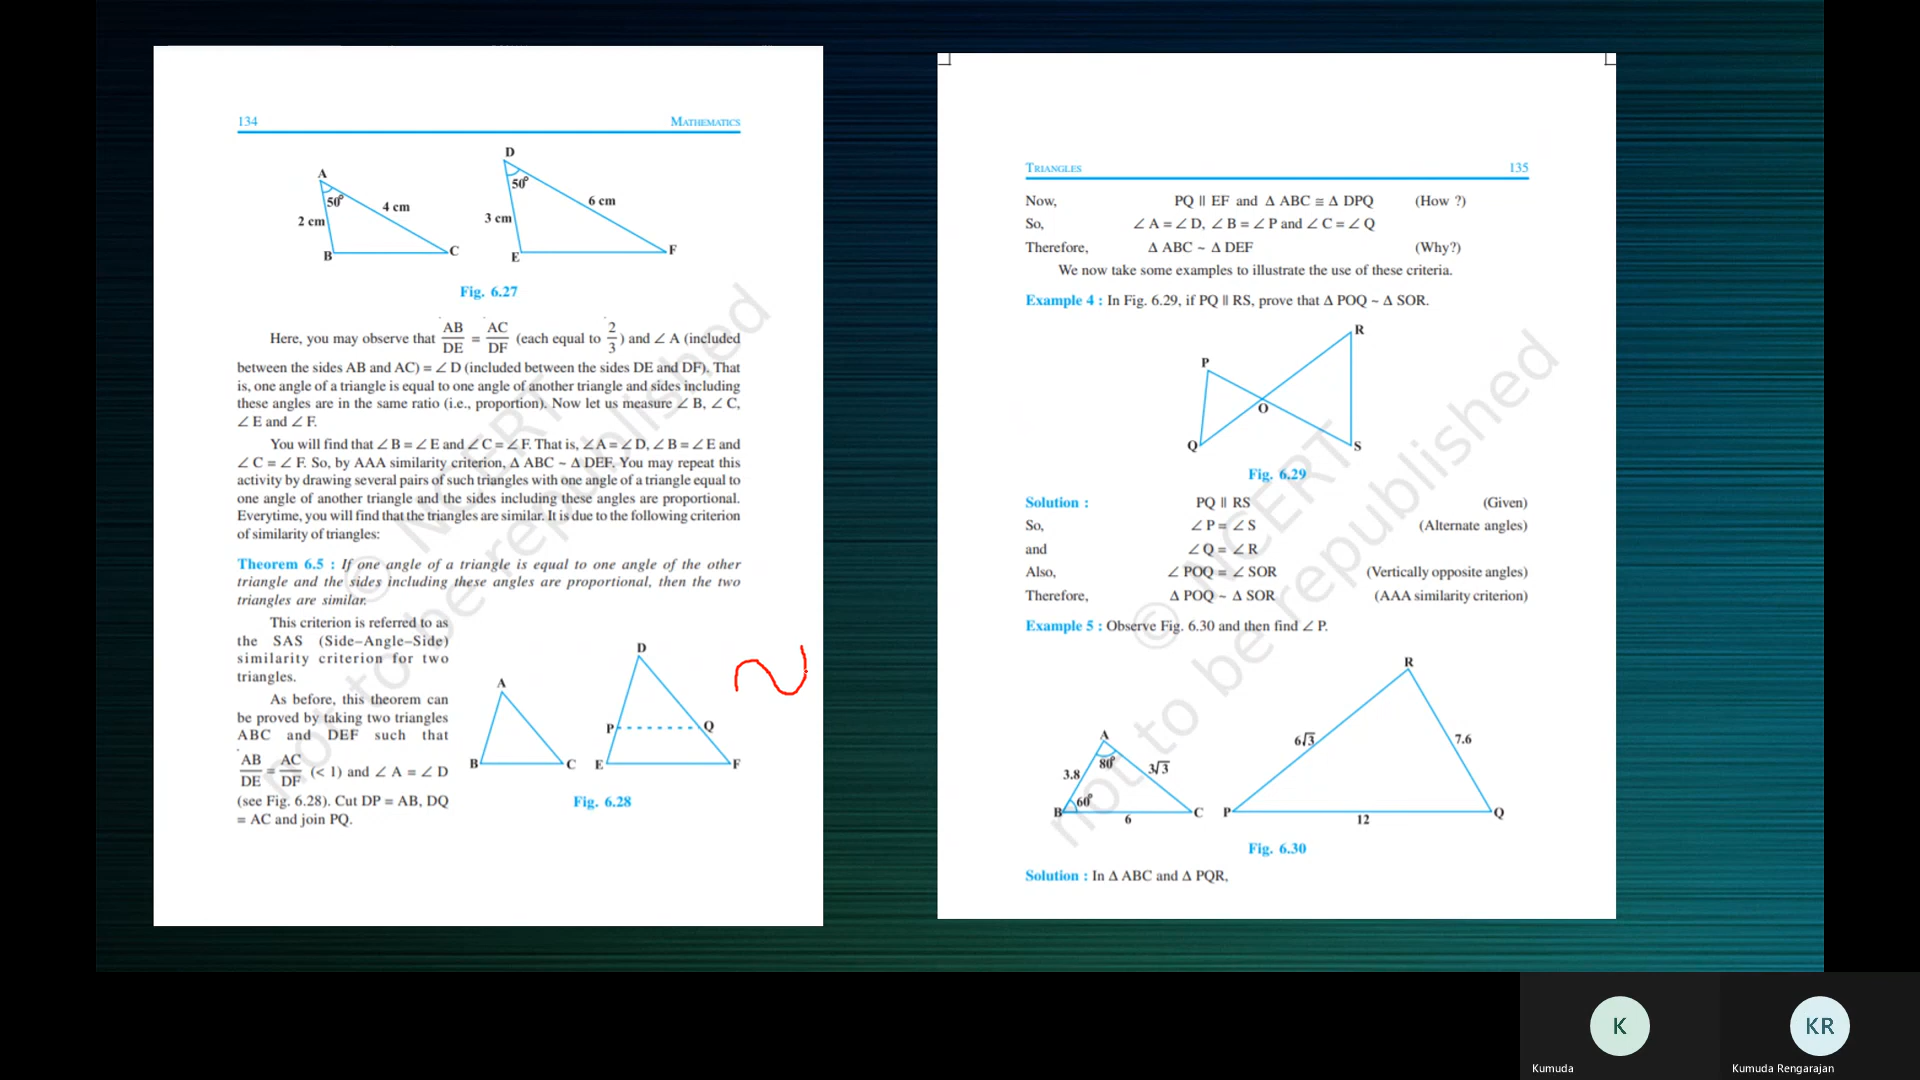 134 MATHEMATICS
D
A
50°
50°
4 cm
6 cm
2 cm
3 cm
B
C
E
F
Fig. 6.27
Here, you may observe that AB/DE = AC/DF (each equal to 2/3) and ∠ A (included
between the sides AB and AC) = ∠ D (included between the sides DE and DF). That
is, one angle of a triangle is equal to one angle of another triangle and sides including
these angles are in the same ratio (i.e., proportion). Now let us measure ∠ B, ∠ C,
∠ E and ∠ F.
You will find that ∠ B = ∠ E and ∠ C = ∠ F. That is, ∠ A = ∠ D, ∠ B = ∠ E and
∠ C = ∠ F. So, by AAA similarity criterion, Δ ABC ~ Δ DEF. You may repeat this
activity by drawing several pairs of such triangles with one angle of a triangle equal to
one angle of another triangle and the sides including these angles are proportional.
Everytime, you will find that the triangles are similar. It is due to the following criterion
of similarity of triangles:
Theorem 6.5 : If one angle of a triangle is equal to one angle of the other
triangle and the sides including these angles are proportional, then the two
triangles are similar.
This criterion is referred to as
the SAS (Side–Angle–Side)
similarity criterion for two
triangles.
As before, this theorem can
be proved by taking two triangles
ABC and DEF such that
AB/DE = AC/DF (< 1) and ∠ A = ∠ D
(see Fig. 6.28). Cut DP = AB, DQ
= AC and join PQ.
D
A
P
Q
B
C
E
F
~
Fig. 6.28
© NCERT
not to be republished
TRIANGLES 135
Now, PQ || EF and Δ ABC ≅ Δ DPQ (How ?)
So, ∠ A = ∠ D, ∠ B = ∠ P and ∠ C = ∠ Q
Therefore, Δ ABC ~ Δ DEF (Why?)
We now take some examples to illustrate the use of these criteria.
Example 4 : In Fig. 6.29, if PQ || RS, prove that Δ POQ ~ Δ SOR.
R
P
O
Q
S
Fig. 6.29
Solution : PQ || RS (Given)
So, ∠ P = ∠ S (Alternate angles)
and ∠ Q = ∠ R
Also, ∠ POQ = ∠ SOR (Vertically opposite angles)
Therefore, Δ POQ ~ Δ SOR (AAA similarity criterion)
Example 5 : Observe Fig. 6.30 and then find ∠ P.
R
A
6√3
7.6
80°
3.8
3√3
60°
B
C
P
Q
6
12
Fig. 6.30
Solution : In Δ ABC and Δ PQR,
© NCERT
not to be republished
K
KR
Kumuda
Kumuda Rengarajan